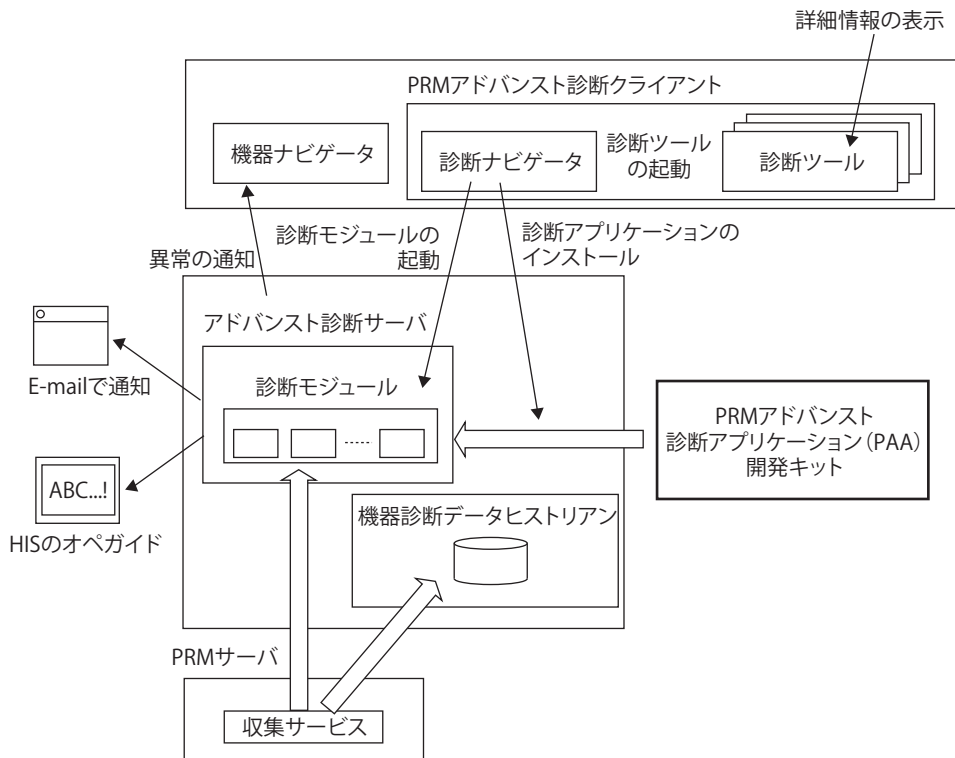 詳細情報の表示
PRMアドバンスト診断クライアント
機器ナビゲータ
診断ナビゲータ
診断ツール
の起動
診断ツール
異常の通知
診断モジュールの
起動
診断アプリケーションの
インストール
アドバンスト診断サーバ
診断モジュール
E-mailで通知
ABC...!
HISのオペガイド
PRMアドバンスト
診断アプリケーション（PAA）
開発キット
機器診断データヒストリアン
PRMサーバ
収集サービス